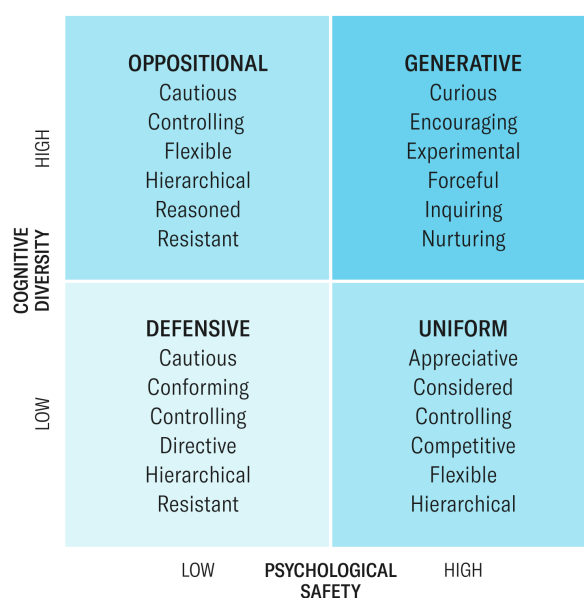 OPPOSITIONAL
Cautious
Controlling
Flexible
Hierarchical
Reasoned
Resistant
GENERATIVE
Curious
Encouraging
Experimental
Forceful
Inquiring
Nurturing
HIGH
COGNITIVE
DIVERSITY
LOW
DEFENSIVE
Cautious
Conforming
Controlling
Directive
Hierarchical
Resistant
UNIFORM
Appreciative
Considered
Controlling
Competitive
Flexible
Hierarchical
LOW
PSYCHOLOGICAL
SAFETY
HIGH